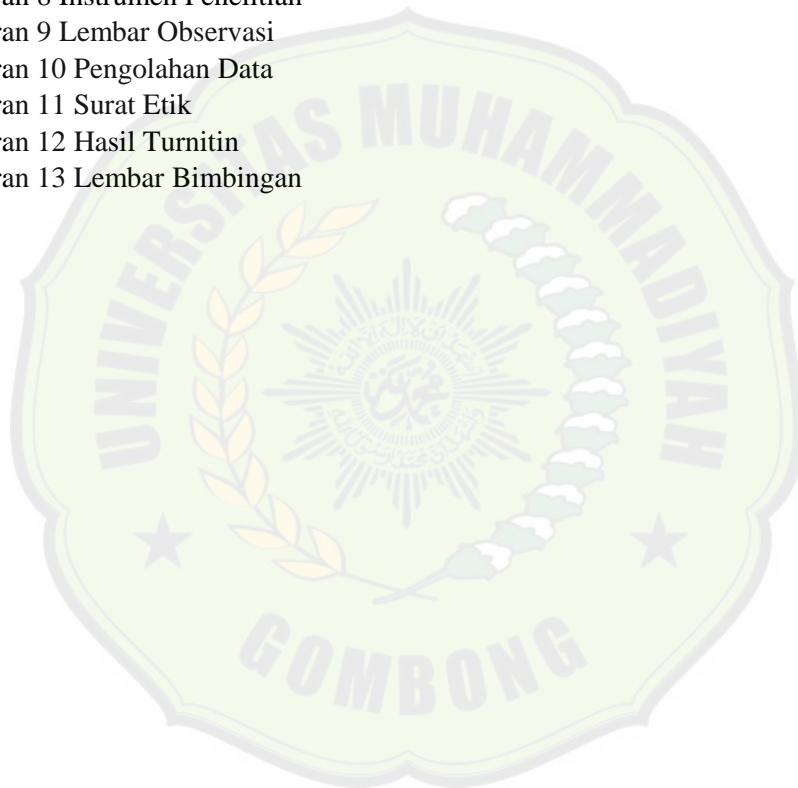 ran 8 Instrumen Penelitian
ran 9 Lembar Observasi
ran 10 Pengolahan Data
ran 11 Surat Etik
ran 12 Hasil Turnitin
ran 13 Lembar Bimbingan
UNIVERSITAS MUHAMMADIYAH
GOMBONG